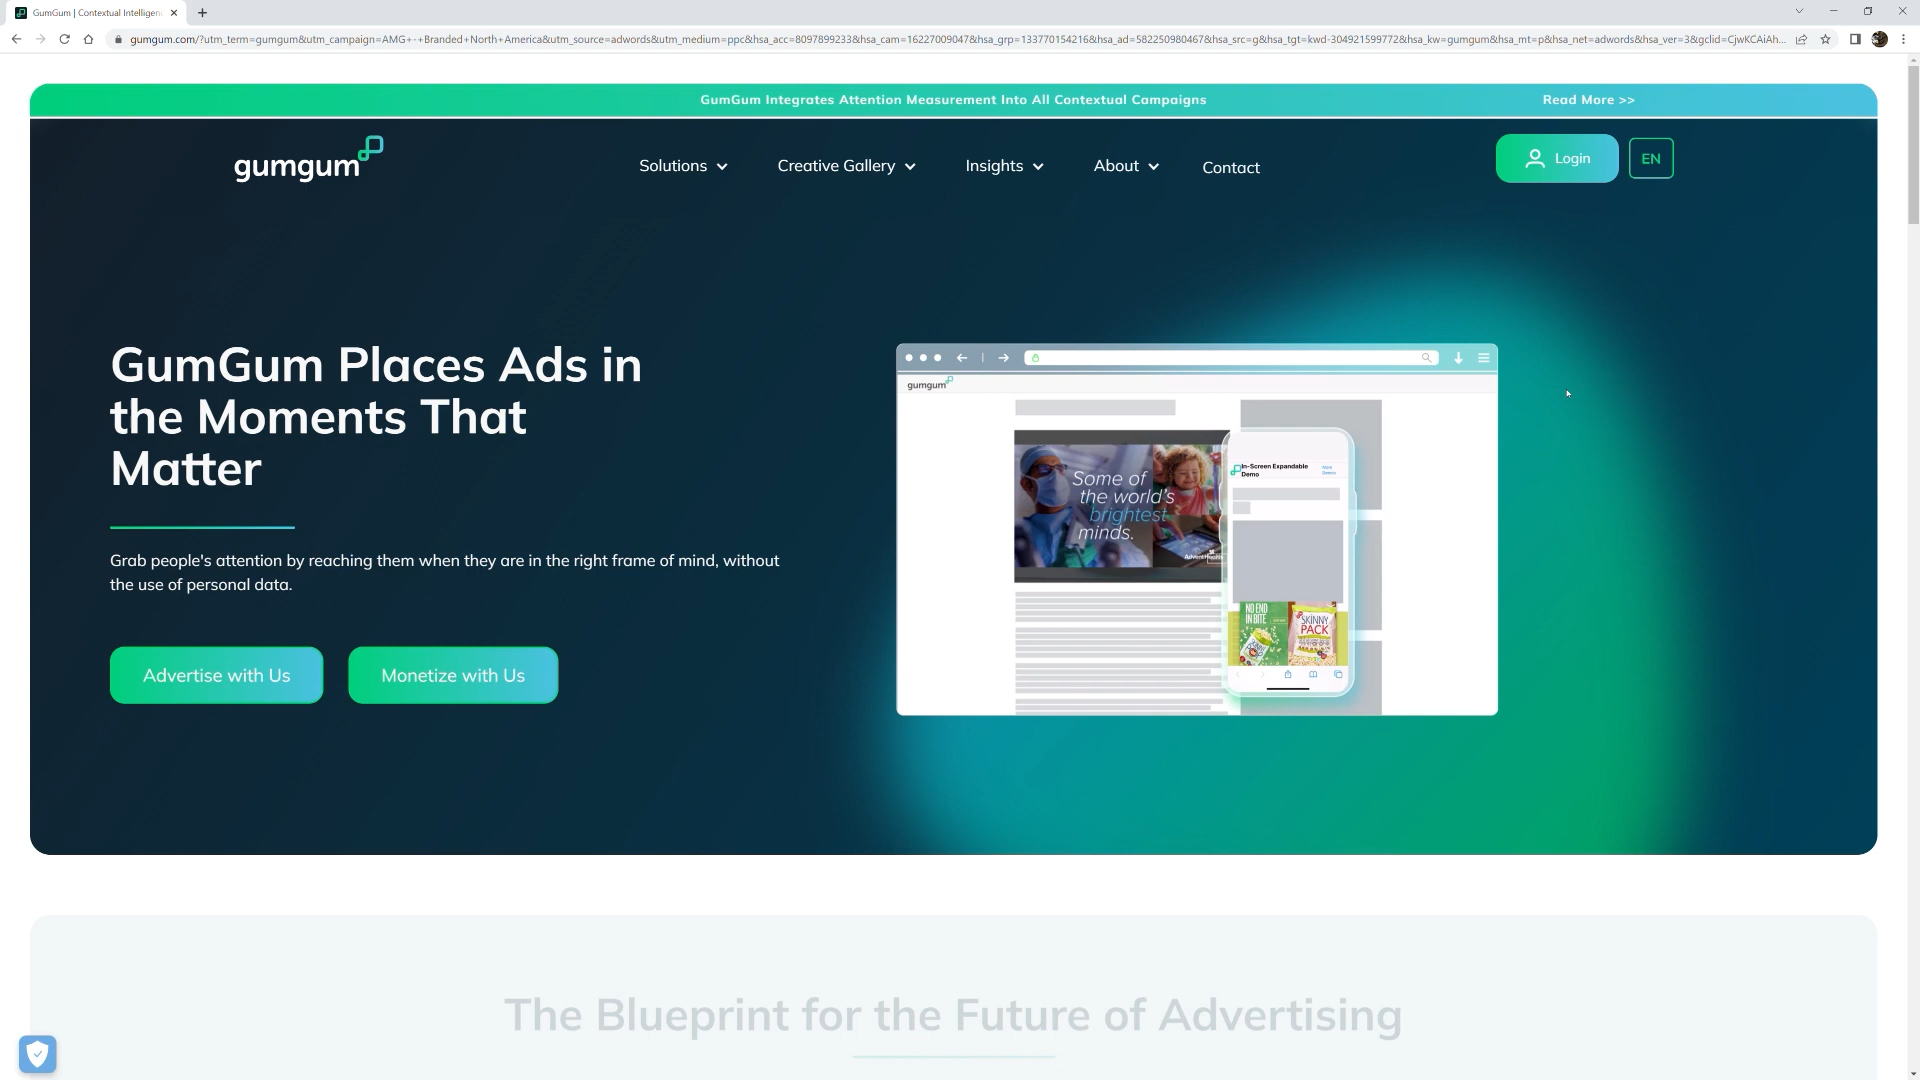 GumGum | Contextual Intelligen
gumgum.com/?utm_term=gumgum&utm_campaign=AMG+-+Branded+North+America&utm_source=adwords&utm_medium=ppc&hsa_acc=8097899233&hsa_cam=16227009047&hsa_grp=133770154216&hsa_ad=582250980467&hsa_src=g&hsa_tgt=kwd-304921599772&hsa_kw=gumgum&hsa_mt=p&hsa_net=adwords&hsa_ver=3&gclid=CjwKCAiAh...
GumGum Integrates Attention Measurement Into All Contextual Campaigns
Read More >>
gumgum
Solutions
Creative Gallery
Insights
About
Contact
Login
EN
GumGum Places Ads in
the Moments That
Matter
Grab people's attention by reaching them when they are in the right frame of mind, without
the use of personal data.
Advertise with Us
Monetize with Us
gumgum
Some of
the world's
brightest
minds.
In-Screen Expandable
Demo
More
Demos
NO END
IN BITE
SKINNY
PACK
The Blueprint for the Future of Advertising